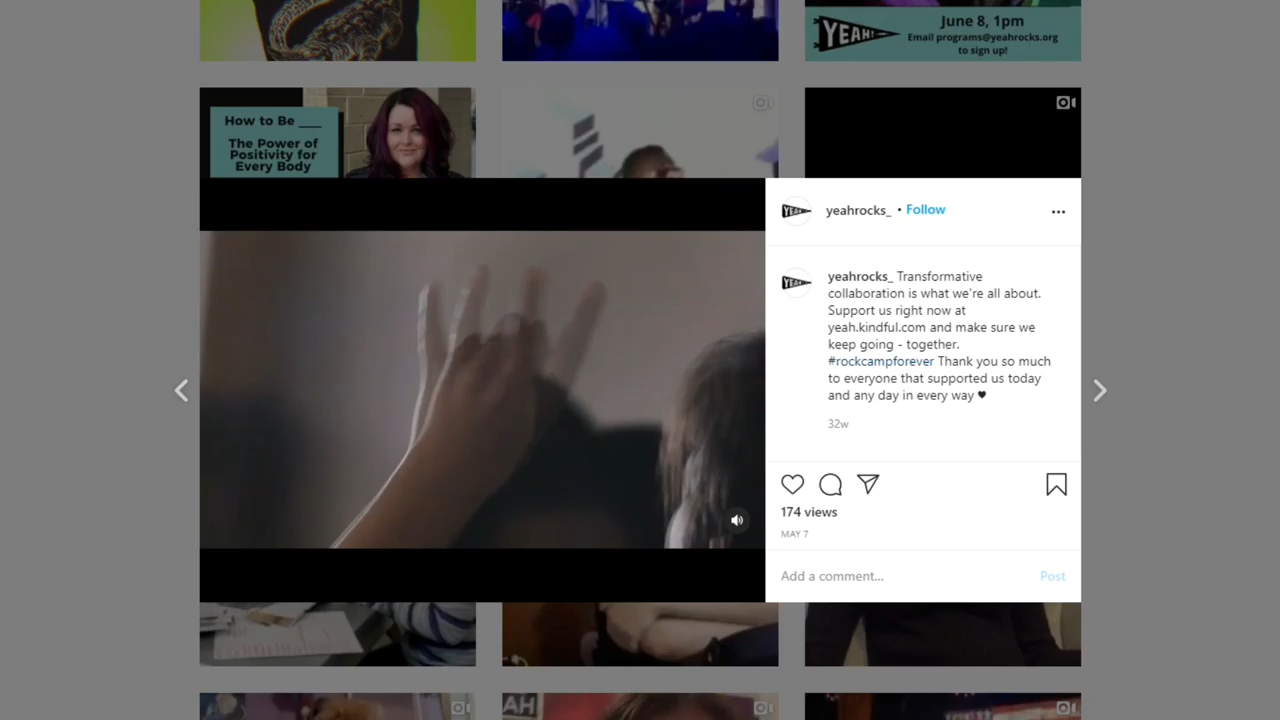 YEAH!
June 8, 1pm
Email programs@yeahrocks.org
to sign up!
How to Be ___
The Power of
Positivity for
Every Body
YEAH!
yeahrocks_ • Follow
YEAH!
yeahrocks_ Transformative
collaboration is what we're all about.
Support us right now at
yeah.kindful.com and make sure we
keep going - together.
#rockcampforever Thank you so much
to everyone that supported us today
and any day in every way ♥
32w
174 views
MAY 7
Add a comment...
Post
AH